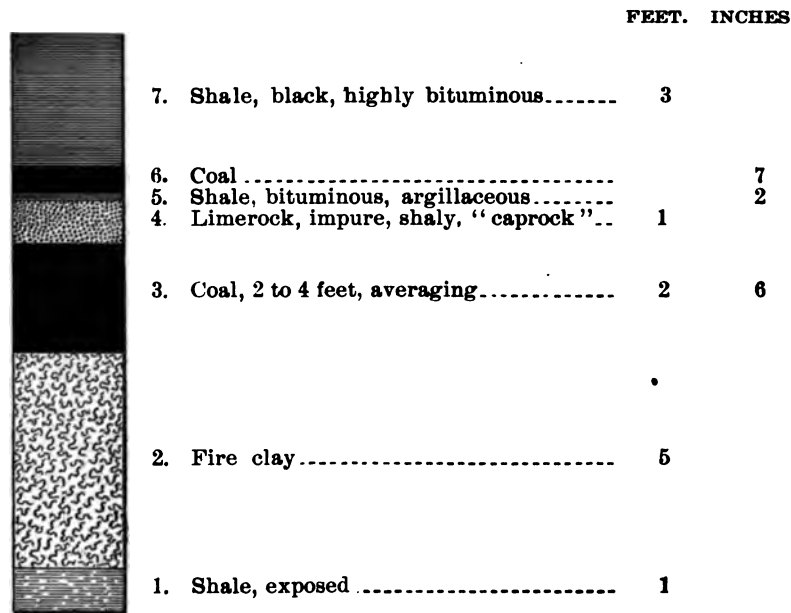 FEET. INCHES
7. Shale, black, highly bituminous....... 3
6. Coal .................................. 7
5. Shale, bituminous, argillaceous........ 2
4. Limerock, impure, shaly, “caprock”.. 1
3. Coal, 2 to 4 feet, averaging............. 2 6
2. Fire clay............................. 5
1. Shale, exposed ........................ 1